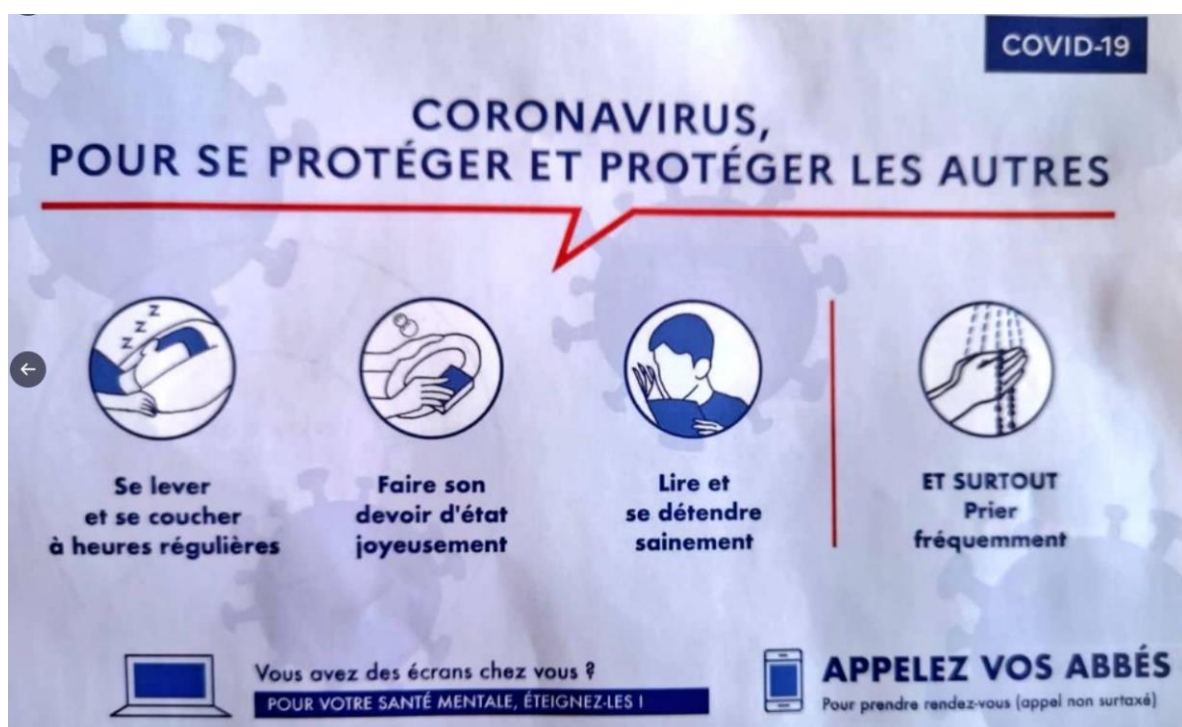 COVID-19
CORONAVIRUS,
POUR SE PROTÉGER ET PROTÉGER LES AUTRES
z
z
z
Se lever
et se coucher
à heures régulières
Faire son
devoir d'état
joyeusement
Lire et
se détendre
sainement
ET SURTOUT
Prier
fréquemment
Vous avez des écrans chez vous ?
POUR VOTRE SANTÉ MENTALE, ÉTEIGNEZ-LES !
APPELEZ VOS ABBÉS
Pour prendre rendez-vous (appel non surtaxé)